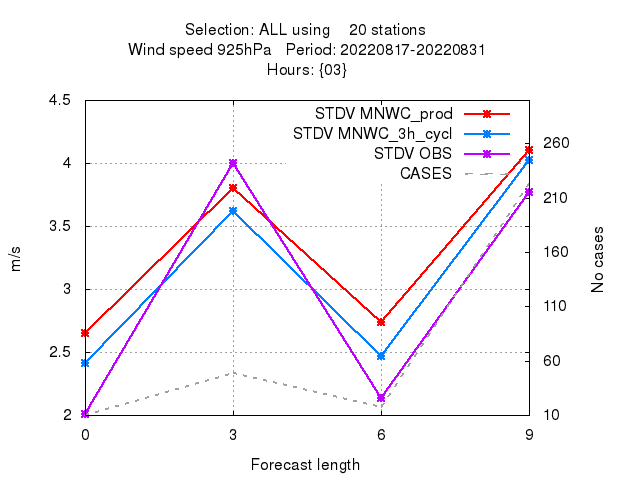 Selection: ALL using 20 stations
Wind speed 925hPa Period: 20220817-20220831
Hours: {03}
STDV MNWC_prod
STDV MNWC_3h_cycl
STDV OBS
CASES
4.5
4
3.5
3
2.5
2
m/s
260
210
160
110
60
10
No cases
0 3 6 9
Forecast length